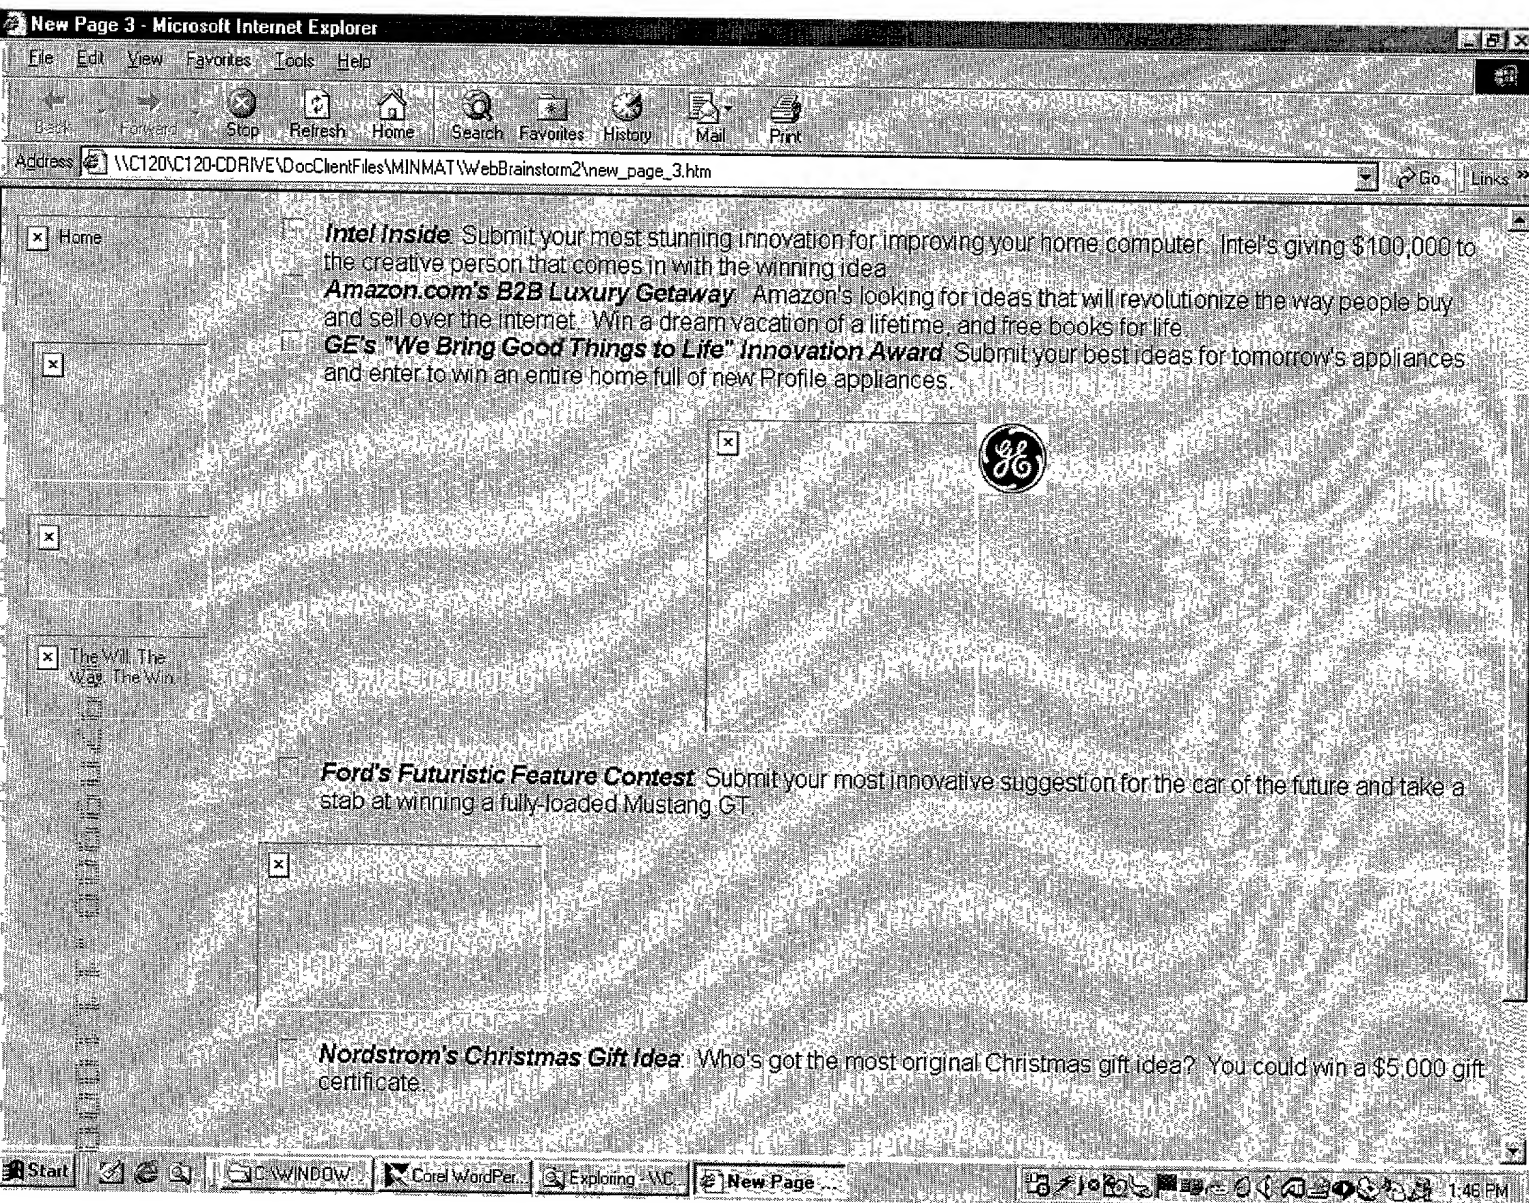 New Page 3 - Microsoft Internet Explorer
File Edit View Favorites Tools Help
Back Forward Stop Refresh Home Search Favorites History Mail Print
Address \\C120\C120-CDRIVE\DocClientFiles\MINMAT\WebBrainstorm2\new_page_3.htm Go Links »
Home
Intel Inside: Submit your most stunning innovation for improving your home computer. Intel's giving $100,000 to
the creative person that comes in with the winning idea
Amazon.com's B2B Luxury Getaway: Amazon's looking for ideas that will revolutionize the way people buy
and sell over the internet. Win a dream vacation of a lifetime, and free books for life.
GE's "We Bring Good Things to Life" Innovation Award: Submit your best ideas for tomorrow's appliances
and enter to win an entire home full of new Profile appliances.
GE
The Will, The
Way, The Win
Ford's Futuristic Feature Contest: Submit your most innovative suggestion for the car of the future and take a
stab at winning a fully-loaded Mustang GT.
Nordstrom's Christmas Gift Idea: Who's got the most original Christmas gift idea? You could win a $5,000 gift
certificate.
Start C:\WINDOW... Corel WordPer... Exploring - \\C... New Page ... 1:46 PM